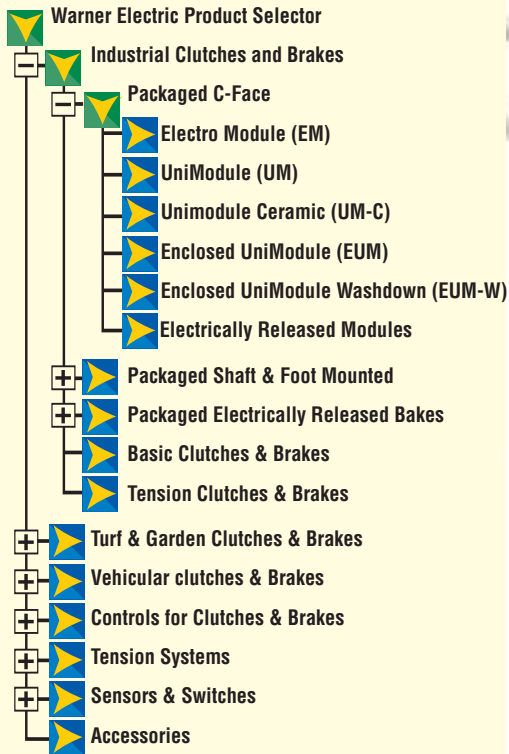 Warner Electric Product Selector
Industrial Clutches and Brakes
Packaged C-Face
Electro Module (EM)
UniModule (UM)
Unimodule Ceramic (UM-C)
Enclosed UniModule (EUM)
Enclosed UniModule Washdown (EUM-W)
Electrically Released Modules
Packaged Shaft & Foot Mounted
Packaged Electrically Released Bakes
Basic Clutches & Brakes
Tension Clutches & Brakes
Turf & Garden Clutches & Brakes
Vehicular clutches & Brakes
Controls for Clutches & Brakes
Tension Systems
Sensors & Switches
Accessories